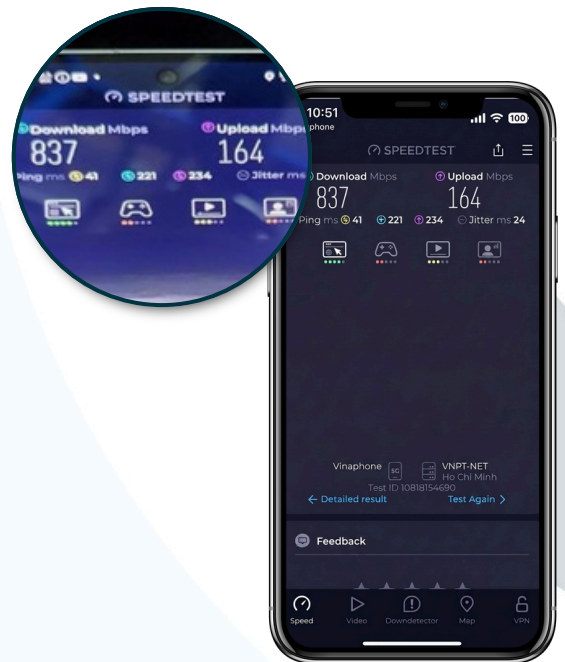 SPEEDTEST
Download Mbps
Upload Mbps
837
164
Ping ms 41 221 234 Jitter ms
10:51
phone
100
SPEEDTEST
Download Mbps
Upload Mbps
837
164
Ping ms 41 221 234 Jitter ms 24
Vinaphone 5G VNPT-NET
Ho Chi Minh
Test ID 10818154690
Detailed result
Test Again
Feedback
Speed
Video
Downdetector
Map
VPN